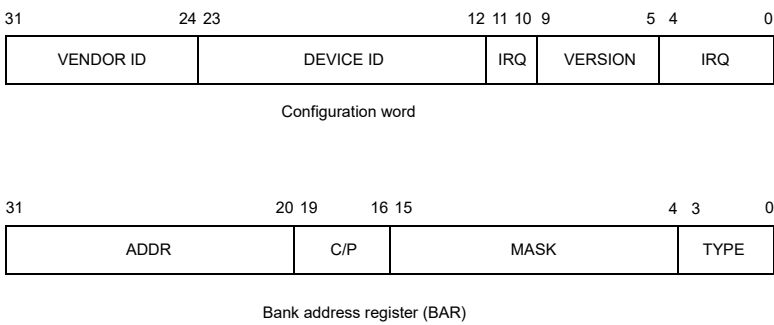 31 24 23 12 11 10 9 5 4 0
VENDOR ID DEVICE ID IRQ VERSION IRQ
Configuration word
31 20 19 16 15 4 3 0
ADDR C/P MASK TYPE
Bank address register (BAR)